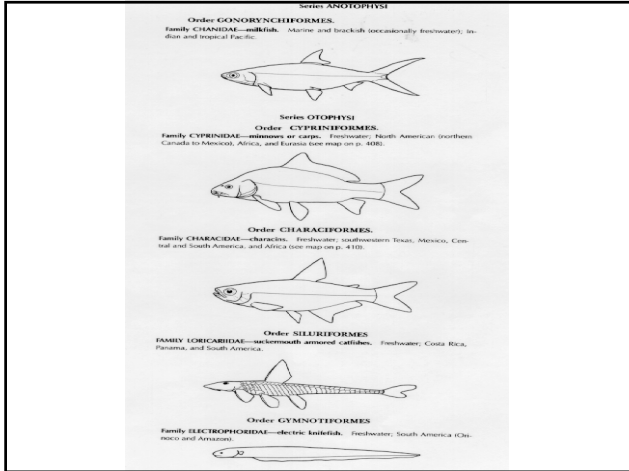 Series ANOTOPHYSI
Order GONORYNCHIFORMES.
Family CHANIDAE—milkfish. Marine and brackish (occasionally freshwater); In-
dian and tropical Pacific.
Series OTOPHYSI
Order CYPRINIFORMES.
Family CYPRINIDAE—minnows or carps. Freshwater; North American (northern
Canada to Mexico), Africa, and Eurasia (see map on p. 408).
Order CHARACIFORMES.
Family CHARACIDAE—characins. Freshwater; southwestern Texas, Mexico, Cen-
tral and South America, and Africa (see map on p. 410).
Order SILURIFORMES
FAMILY LORICARIIDAE—suckermouth armored catfishes. Freshwater; Costa Rica,
Panama, and South America.
Order GYMNOTIFORMES
Family ELECTROPHORIDAE—electric knifefish. Freshwater; South America (Ori-
noco and Amazon).